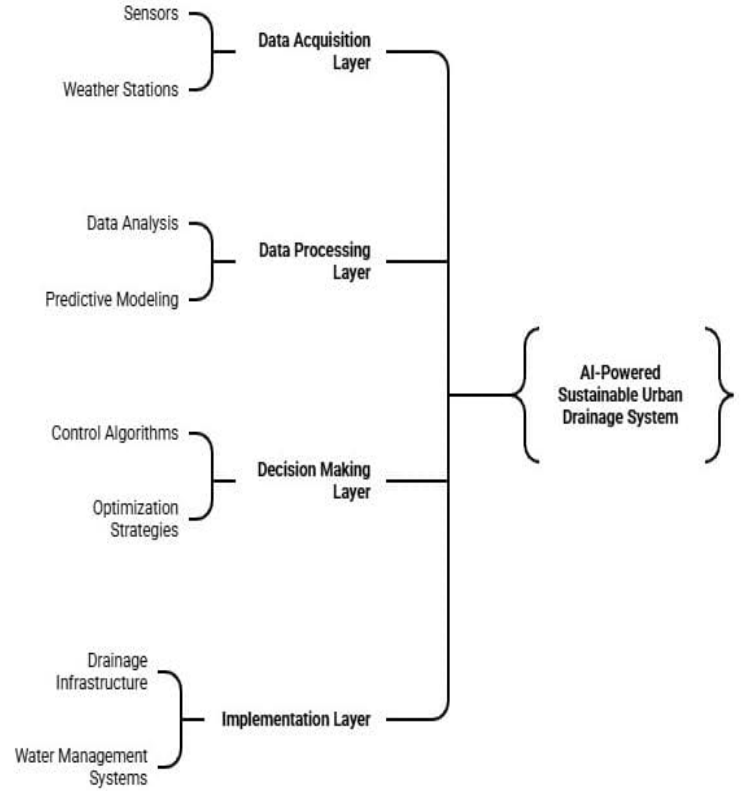 Sensors
Data Acquisition
Layer
Weather Stations
Data Analysis
Data Processing
Layer
Predictive Modeling
AI-Powered
Sustainable Urban
Drainage System
Control Algorithms
Decision Making
Layer
Optimization
Strategies
Drainage
Infrastructure
Implementation Layer
Water Management
Systems